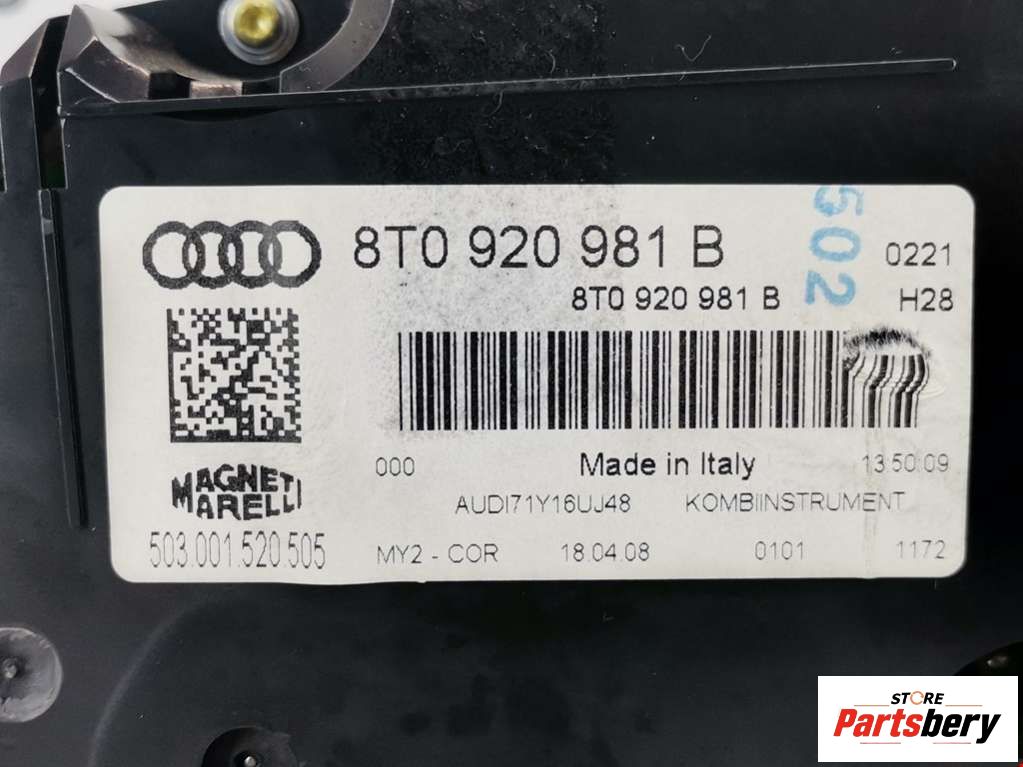 8T0 920 981 B
502
0221
8T0 920 981 B
H28
000
Made in Italy
13:50:09
MAGNETI
MARELLI
AUDI71Y16UJ48
KOMBIINSTRUMENT
503.001.520.505
MY2 - COR
18.04.08
0101
1172
STORE
Partsbery